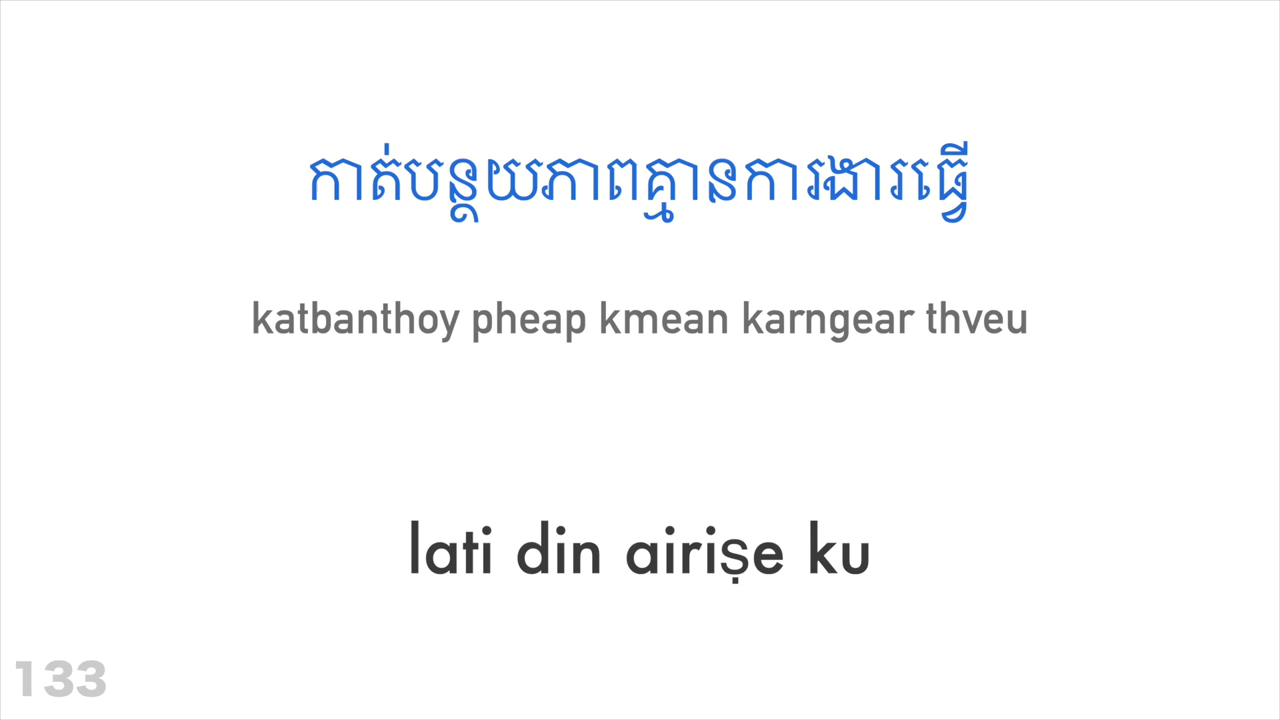 កាត់បន្ថយភាពគ្មានការងារធ្វើ
katbanthoy pheap kmean karngear thveu
lati din airiṣe ku
133